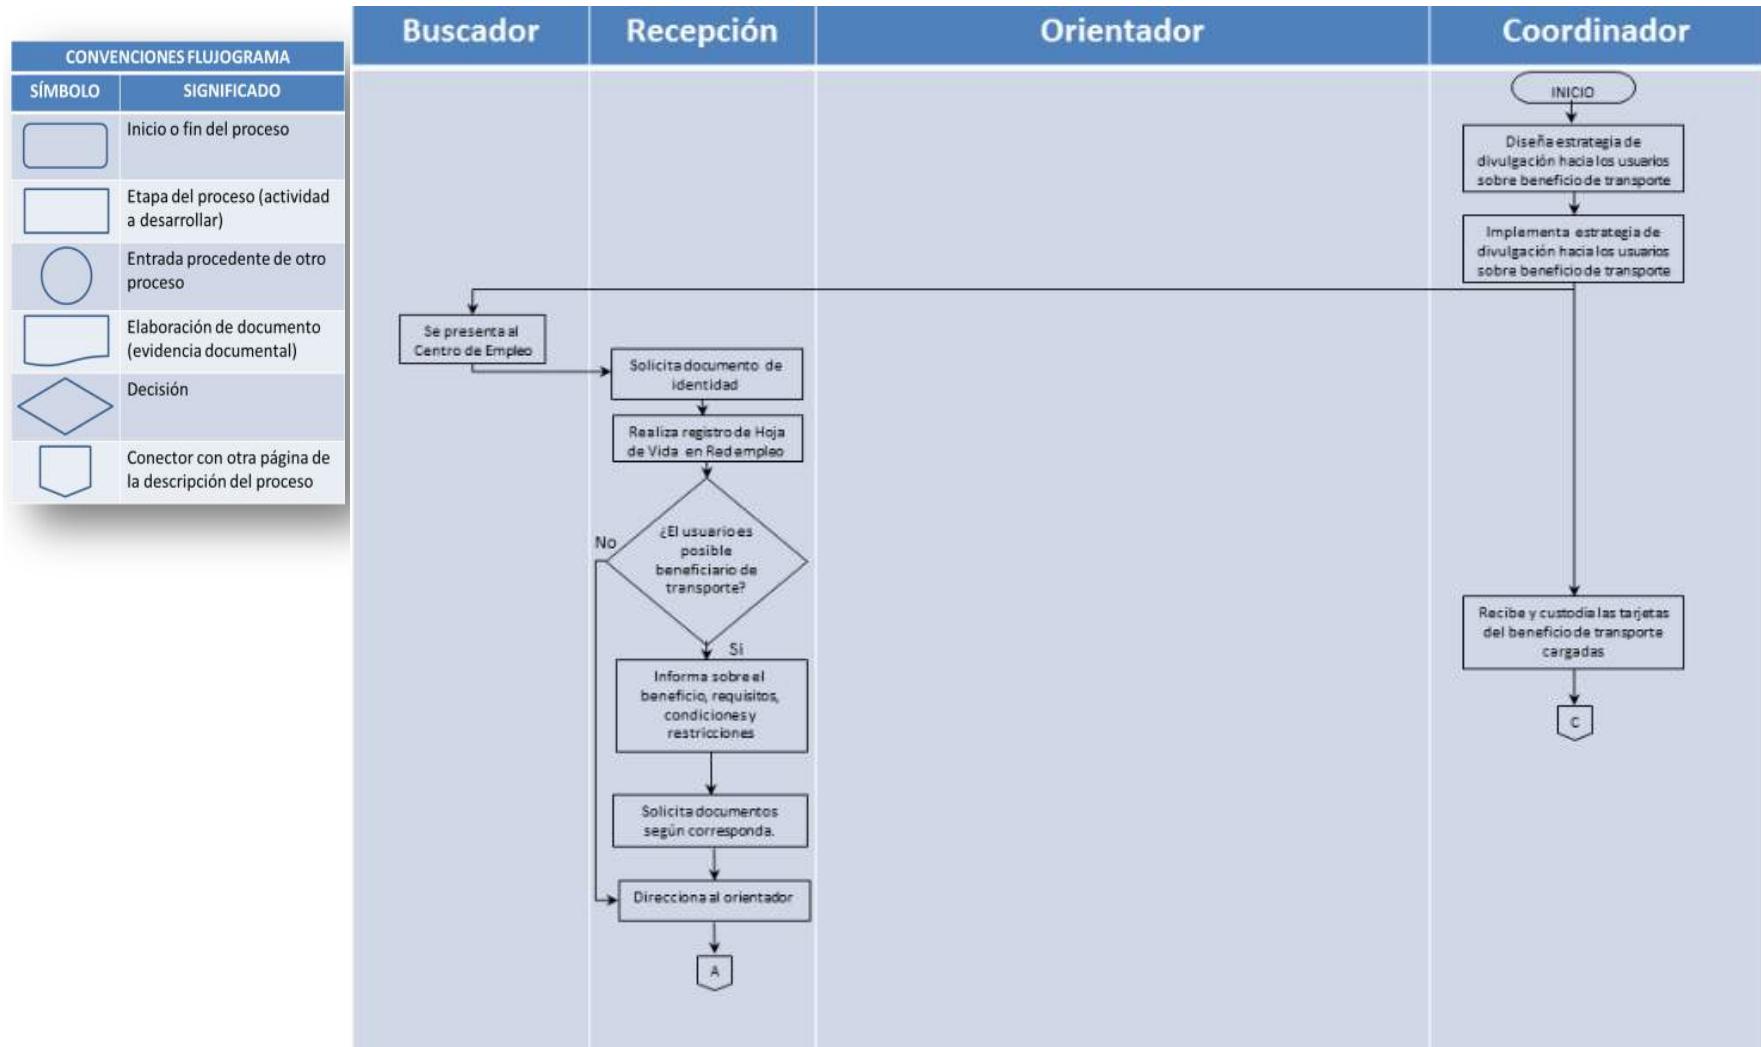 CONVENCIONES FLUJOGRAMA
SÍMBOLO
SIGNIFICADO
Inicio o fin del proceso
Etapa del proceso (actividad
a desarrollar)
Entrada procedente de otro
proceso
Elaboración de documento
(evidencia documental)
Decisión
Conector con otra página de
la descripción del proceso
Buscador
Recepción
Orientador
Coordinador
INICIO
Diseña estrategia de
divulgación hacia los usuarios
sobre beneficio de transporte
Implementa estrategia de
divulgación hacia los usuarios
sobre beneficio de transporte
Se presenta al
Centro de Empleo
Solicita documento de
identidad
Realiza registro de Hoja
de Vida en Redempleo
¿El usuario es
posible
beneficiario de
transporte?
No
Si
Informa sobre el
beneficio, requisitos,
condiciones y
restricciones
Solicita documentos
según corresponda.
Direcciona al orientador
A
Recibe y custodia las tarjetas
del beneficio de transporte
cargadas
C